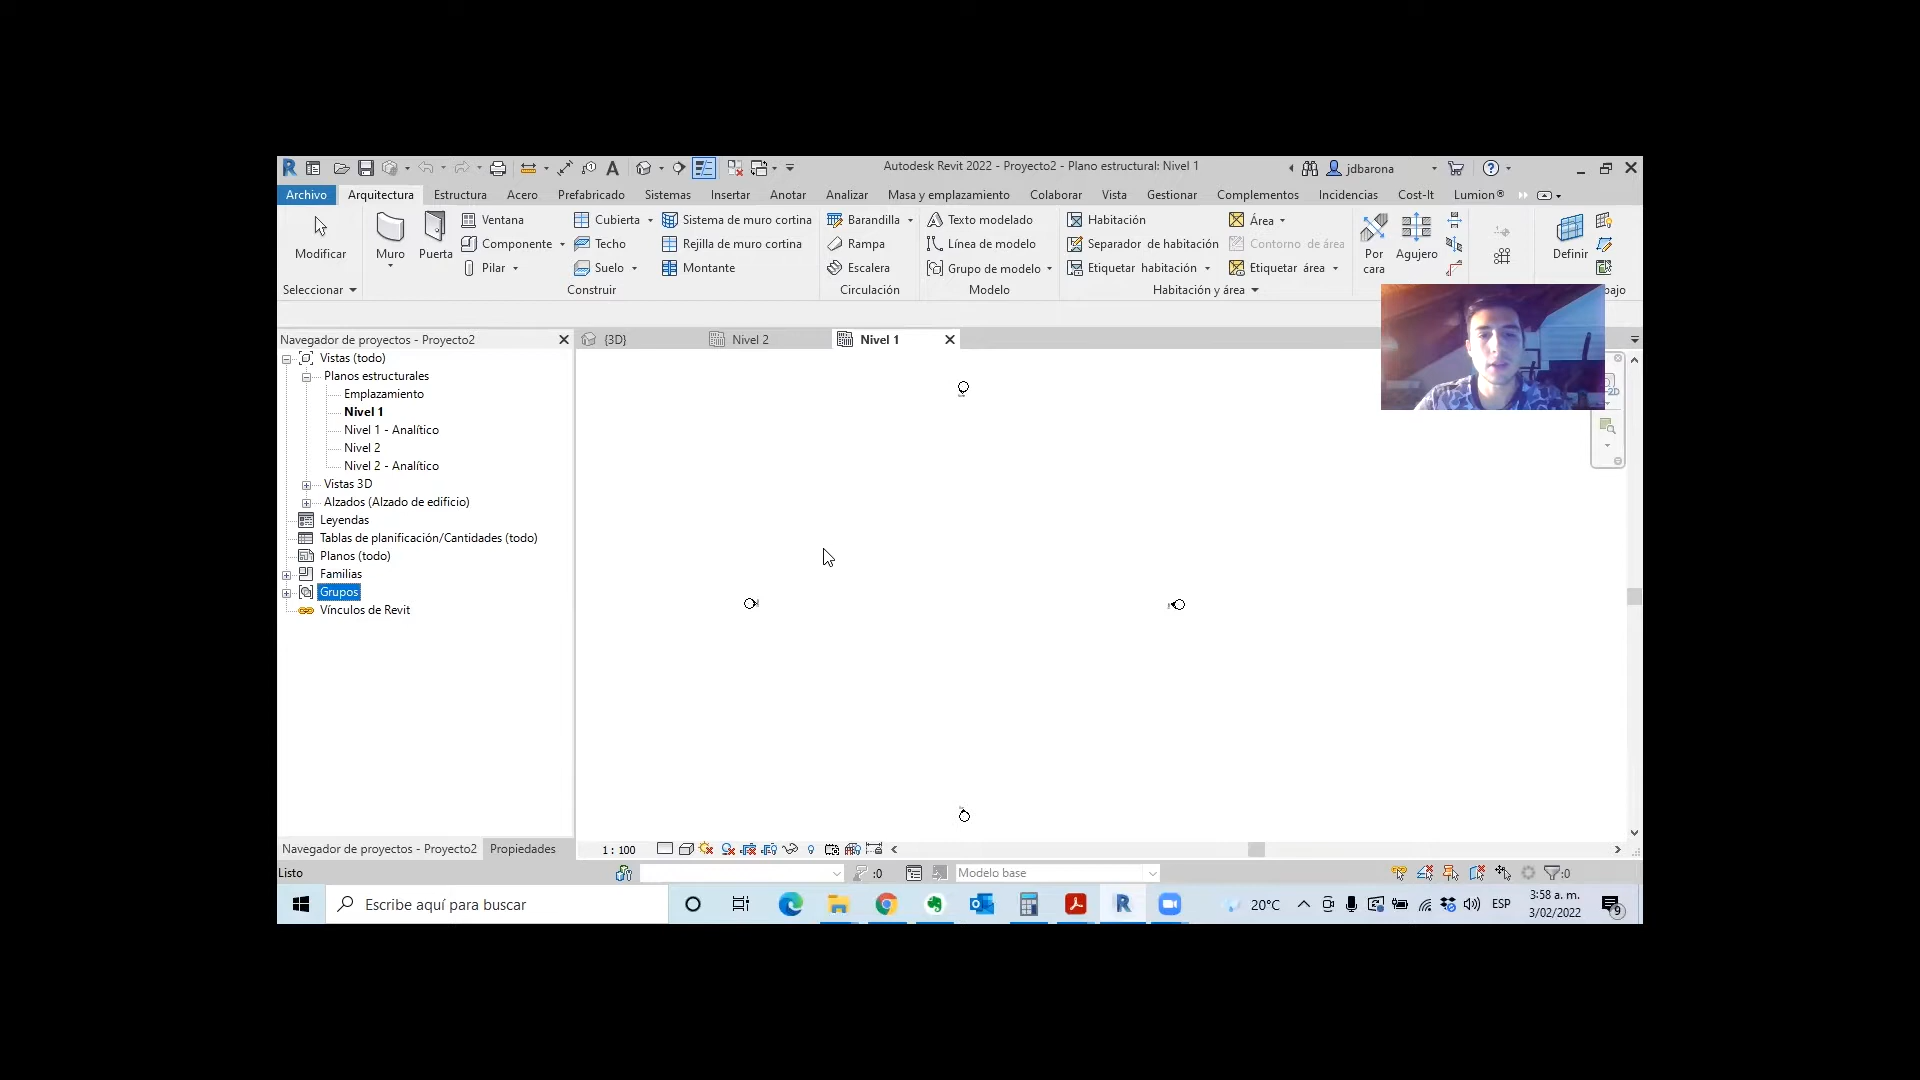 Autodesk Revit 2022 - Proyecto2 - Plano estructural: Nivel 1
jdbarona
Archivo Arquitectura Estructura Acero Prefabricado Sistemas Insertar Anotar Analizar Masa y emplazamiento Colaborar Vista Gestionar Complementos Incidencias Cost-It Lumion®
Modificar
Muro
Puerta
Ventana
Componente
Pilar
Cubierta
Techo
Suelo
Sistema de muro cortina
Rejilla de muro cortina
Montante
Barandilla
Rampa
Escalera
Texto modelado
Línea de modelo
Grupo de modelo
Habitación
Separador de habitación
Etiquetar habitación
Área
Contorno de área
Etiquetar área
Por
cara
Agujero
Definir
Seleccionar
Construir
Circulación
Modelo
Habitación y área
bajo
Navegador de proyectos - Proyecto2
{3D}
Nivel 2
Nivel 1
Vistas (todo)
Planos estructurales
Emplazamiento
Nivel 1
Nivel 1 - Analítico
Nivel 2
Nivel 2 - Analítico
Vistas 3D
Alzados (Alzado de edificio)
Leyendas
Tablas de planificación/Cantidades (todo)
Planos (todo)
Familias
Grupos
Vínculos de Revit
2D
Navegador de proyectos - Proyecto2
Propiedades
1 : 100
Listo
:0
Modelo base
:0
Escribe aquí para buscar
20°C
ESP
3:58 a. m.
3/02/2022
9